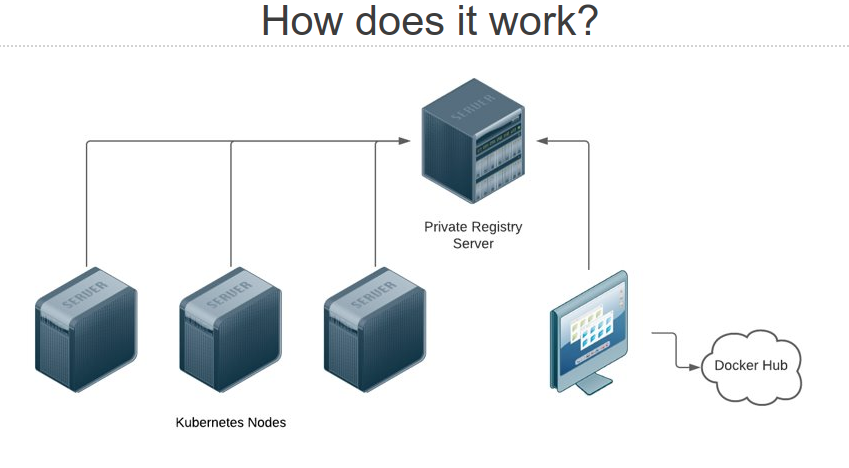 How does it work?
SERVER
Private Registry
Server
SERVER
SERVER
SERVER
Docker Hub
Kubernetes Nodes